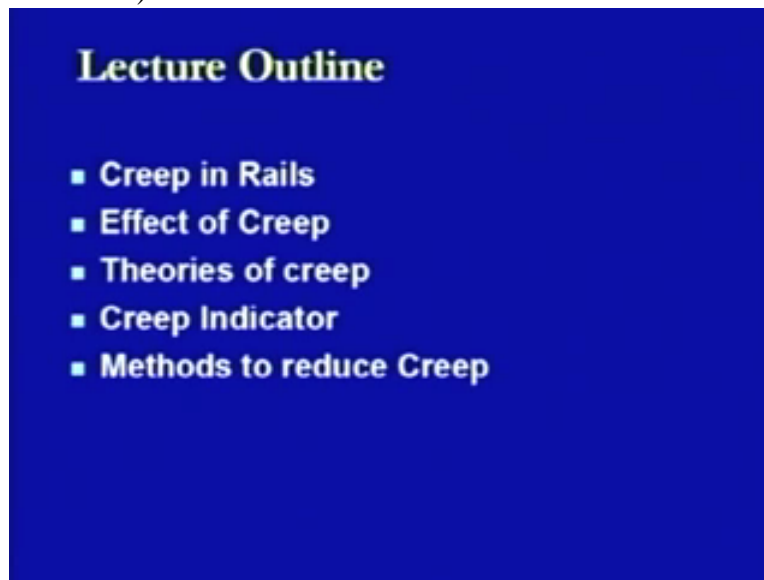 Lecture Outline
Creep in Rails
Effect of Creep
Theories of creep
Creep Indicator
Methods to reduce Creep